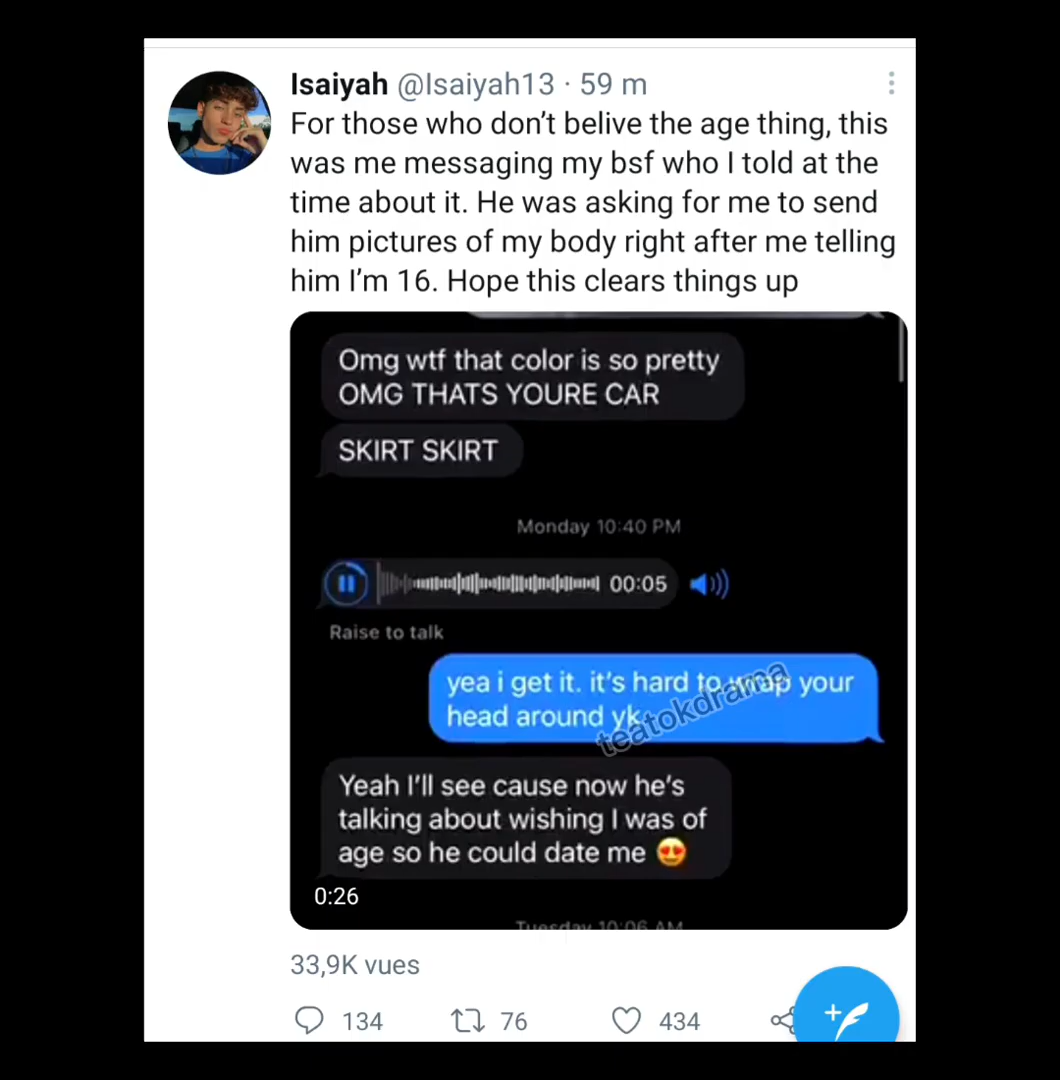 Isaiyah @Isaiyah13 · 59 m
For those who don't belive the age thing, this
was me messaging my bsf who I told at the
time about it. He was asking for me to send
him pictures of my body right after me telling
him I'm 16. Hope this clears things up
Omg wtf that color is so pretty
OMG THATS YOURE CAR
SKIRT SKIRT
Monday 10:40 PM
00:05
Raise to talk
yea i get it. it's hard to wrap your
head around yk
teatokdrama
Yeah I'll see cause now he's
talking about wishing I was of
age so he could date me 😍
0:26
Tuesday 10:06 AM
33,9K vues
134 76 434